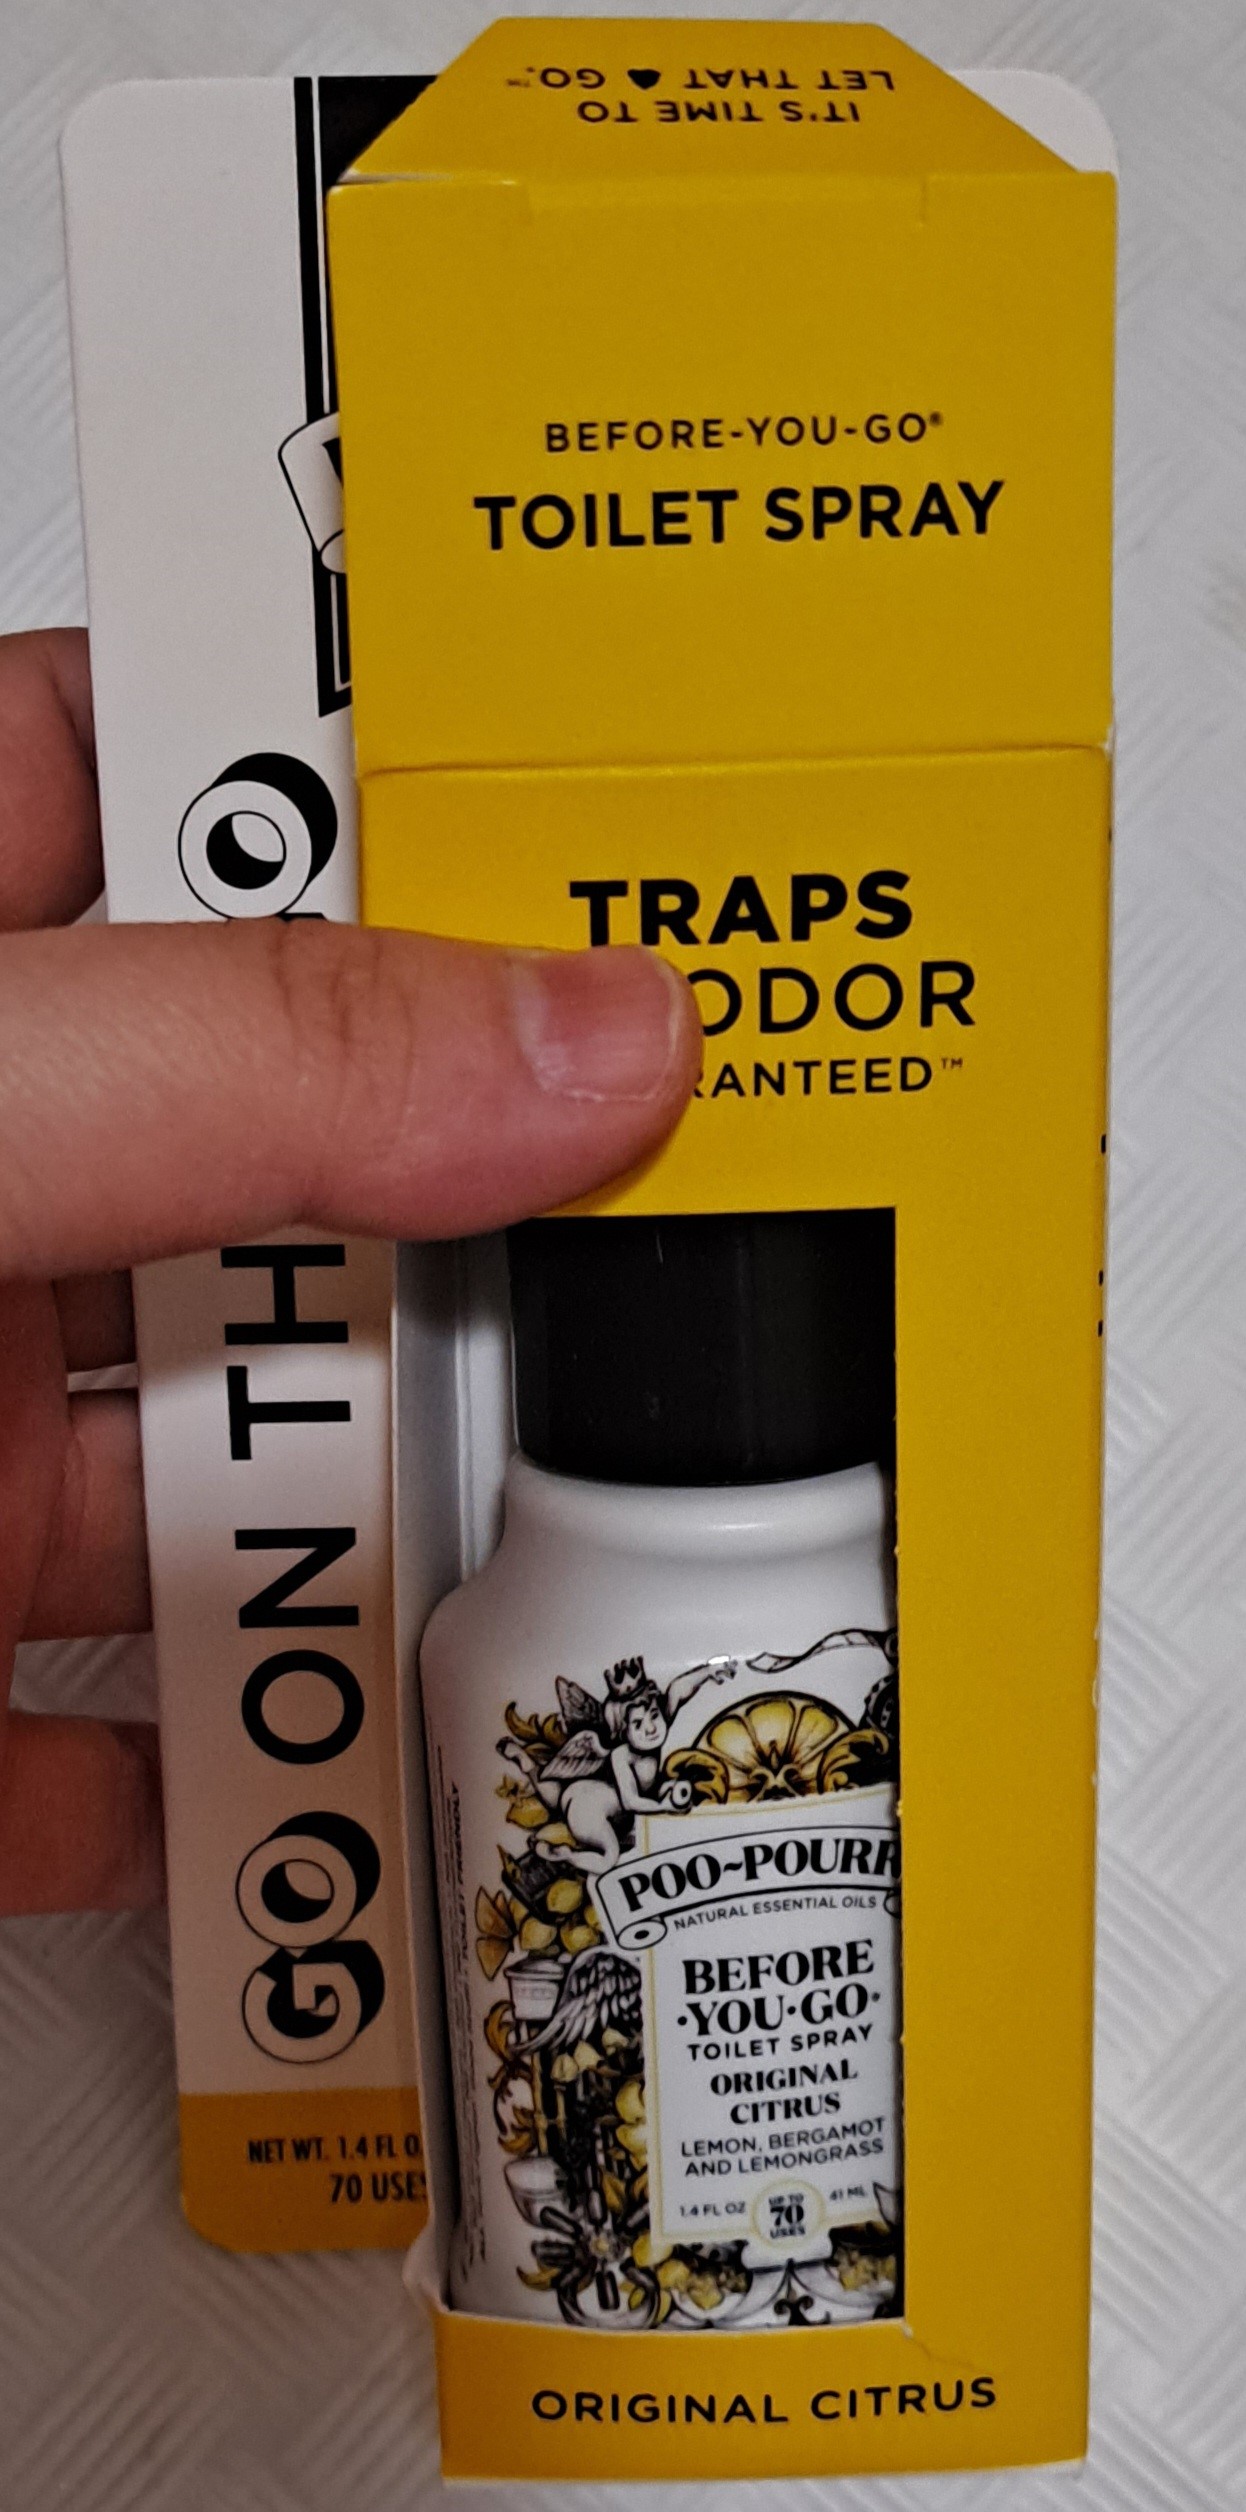 IT'S TIME TO
LET THAT GO.™
BEFORE-YOU-GO®
TOILET SPRAY
TRAPS
ODOR
RANTEED™
GO ON TH
NET WT. 1.4 FL O
70 USES
POO~POURR
NATURAL ESSENTIAL OILS
BEFORE
•YOU•GO•
TOILET SPRAY
ORIGINAL
CITRUS
LEMON, BERGAMOT
AND LEMONGRASS
1.4 FL OZ
UP TO
70
USES
41 ML
ORIGINAL CITRUS